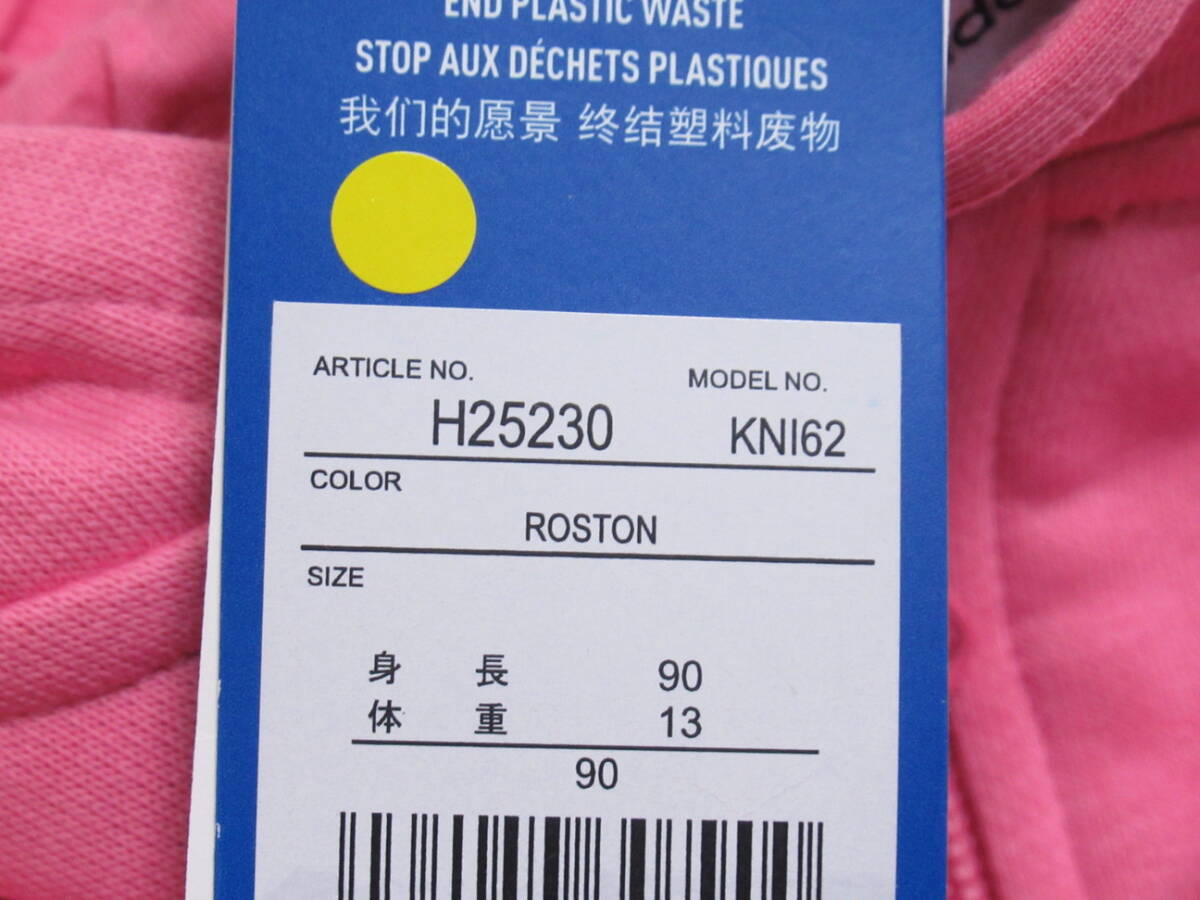 END PLASTIC WASTE
STOP AUX DÉCHETS PLASTIQUES
我们的愿景 终结塑料废物
ARTICLE NO. MODEL NO.
H25230 KNI62
COLOR
ROSTON
SIZE
身 長 90
体 重 13
90